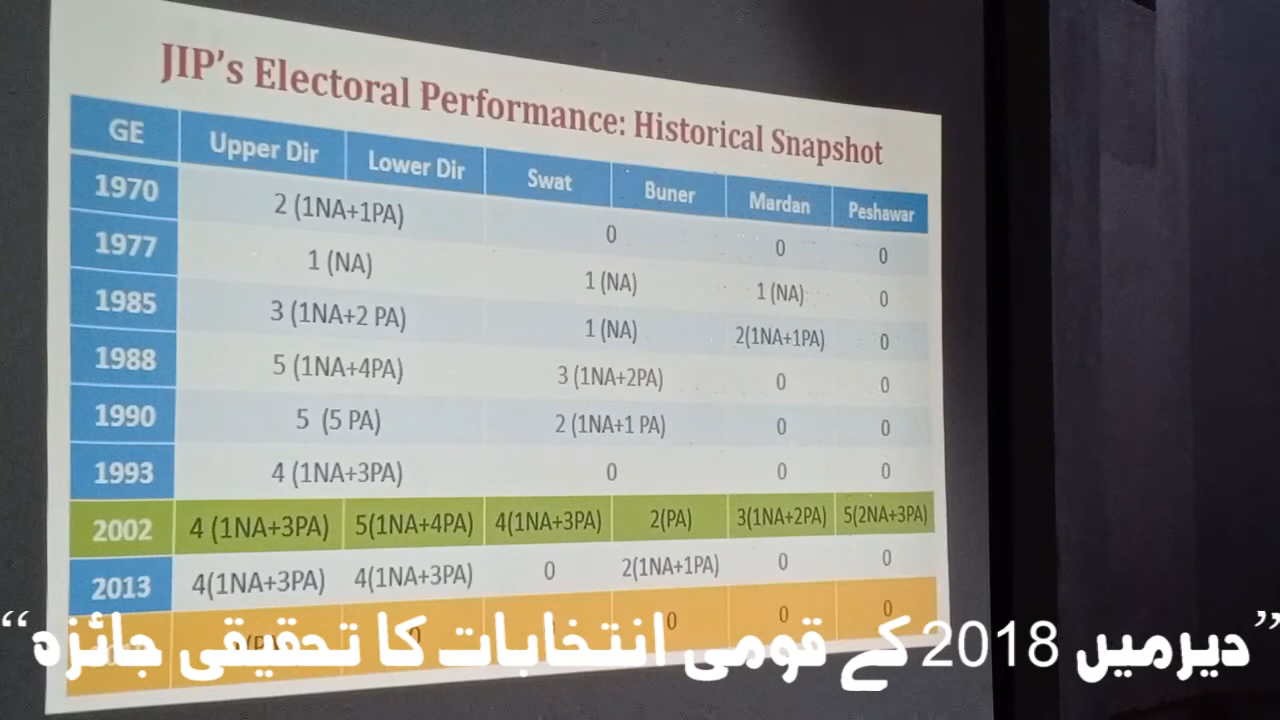 JIP's Electoral Performance: Historical Snapshot
GE Upper Dir Lower Dir Swat Buner Mardan Peshawar
1970 2 (1NA+1PA) 0 0 0
1977 1 (NA) 1 (NA) 1 (NA) 0
1985 3 (1NA+2 PA) 1 (NA) 2(1NA+1PA) 0
1988 5 (1NA+4PA) 3 (1NA+2PA) 0 0
1990 5 (5 PA) 2 (1NA+1 PA) 0 0
1993 4 (1NA+3PA) 0 0 0
2002 4 (1NA+3PA) 5(1NA+4PA) 4(1NA+3PA) 2(PA) 3(1NA+2PA) 5(2NA+3PA)
2013 4(1NA+3PA) 4(1NA+3PA) 0 2(1NA+1PA) 0 0
0 0 0 0
”دیرمیں 2018 کے قومی انتخابات کا تحقیقی جائزہ“